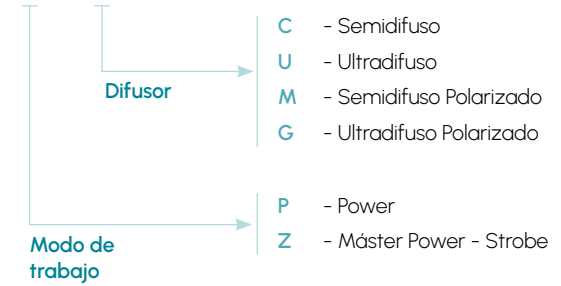 C - Semidifuso
U - Ultradifuso
Difusor
M - Semidifuso Polarizado
G - Ultradifuso Polarizado
P - Power
Z - Máster Power - Strobe
Modo de
trabajo